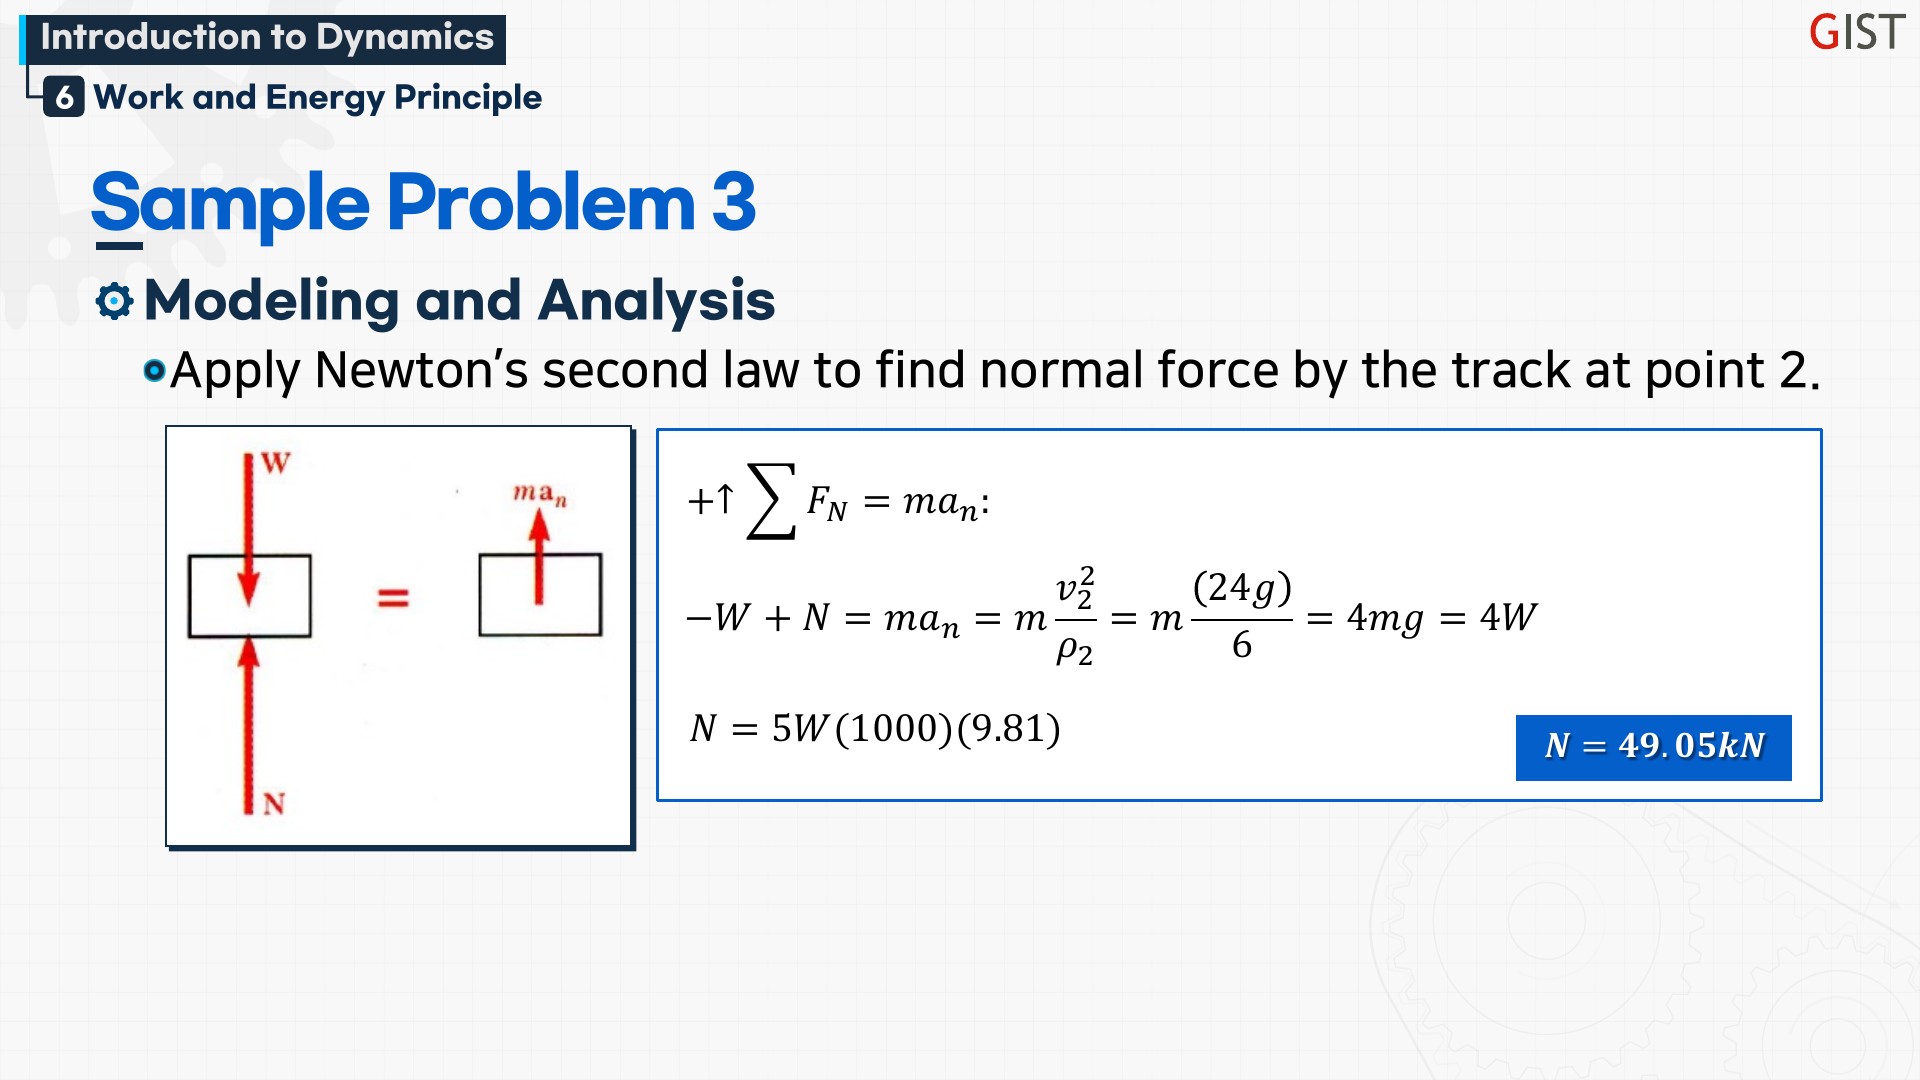 Introduction to Dynamics
GIST
6 Work and Energy Principle
Sample Problem 3
Modeling and Analysis
Apply Newton’s second law to find normal force by the track at point 2.
W
maₙ
=
N
+↑ ∑ F_N = maₙ:
−W + N = maₙ = m v₂²/ρ₂ = m (24g)/6 = 4mg = 4W
N = 5W(1000)(9.81)
N = 49.05kN